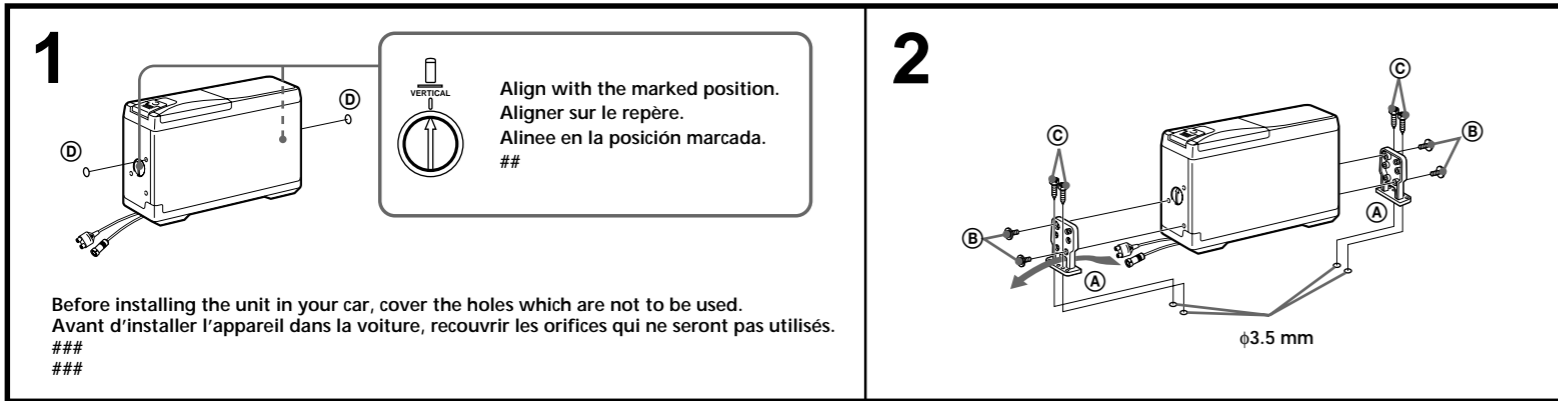 1
D
D
VERTICAL
Align with the marked position.
Aligner sur le repère.
Alinee en la posición marcada.
##
Before installing the unit in your car, cover the holes which are not to be used.
Avant d'installer l'appareil dans la voiture, recouvrir les orifices qui ne seront pas utilisés.
###
###
2
C
B
C
A
B
A
ϕ3.5 mm